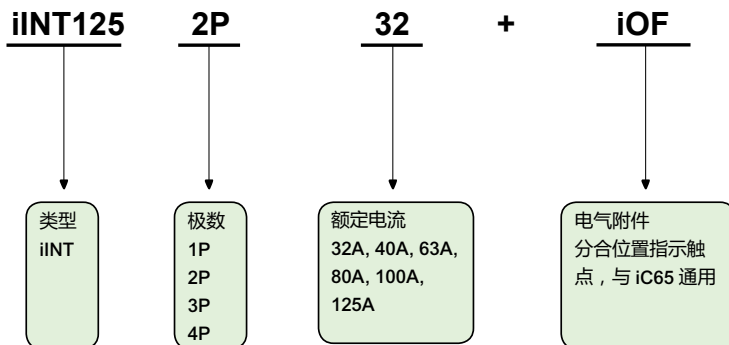 iINT125 2P 32 + iOF
类型
iINT
极数
1P
2P
3P
4P
额定电流
32A, 40A, 63A,
80A, 100A,
125A
电气附件
分合位置指示触
点，与 iC65 通用